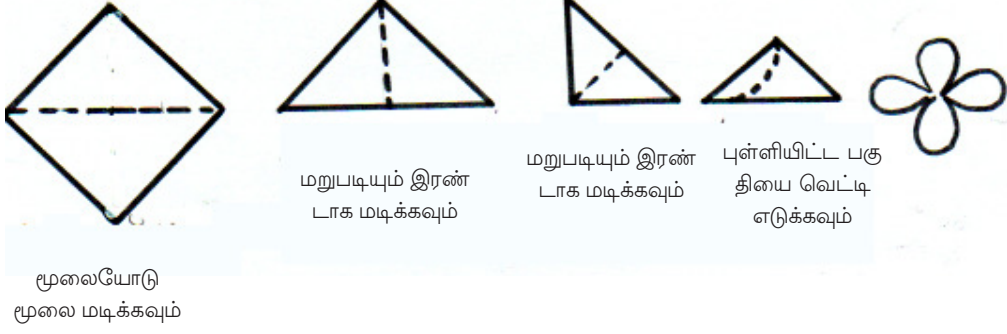 மூலையோடு
மூலை மடிக்கவும்
மறுபடியும் இரண்
டாக மடிக்கவும்
மறுபடியும் இரண்
டாக மடிக்கவும்
புள்ளியிட்ட பகு
தியை வெட்டி
எடுக்கவும்